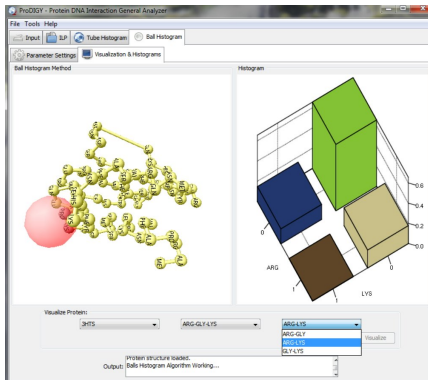 ProDIGY - Protein DNA Interaction General Analyzer
File Tools Help
Input ILP Tube Histogram Ball Histogram
Parameter Settings Visualization & Histograms
Ball Histogram Method Histogram
0.6
0.4
0.2
0.0
0 0
ARG 1 1 LYS
Visualize Protein:
3HTS ARG-GLY-LYS ARG-LYS
ARG-GLY
ARG-LYS
GLY-LYS
Visualize
Protein structure loaded.
Output: Balls Histogram Algorithm Working...